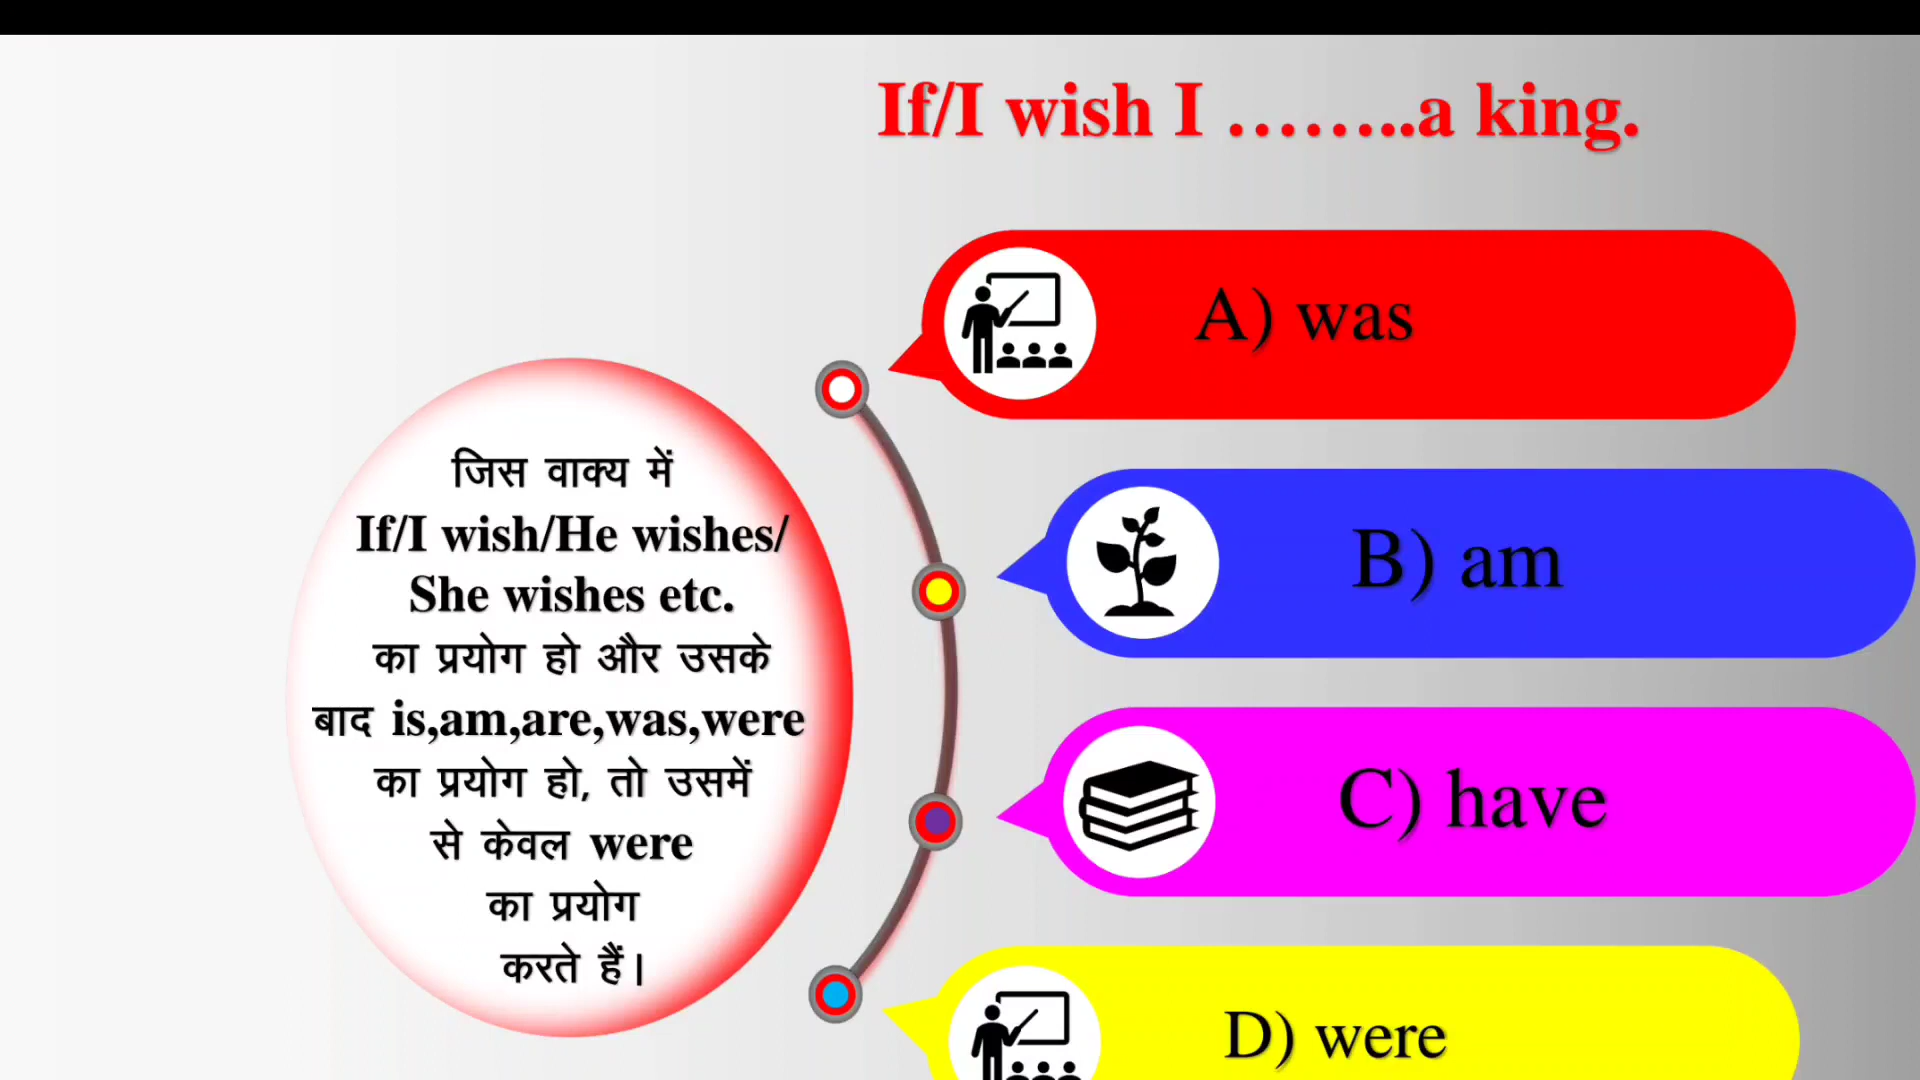 If/I wish I ……..a king.
A) was
B) am
C) have
D) were
जिस वाक्य में
If/I wish/He wishes/
She wishes etc.
का प्रयोग हो और उसके
बाद is,am,are,was,were
का प्रयोग हो, तो उसमें
से केवल were
का प्रयोग
करते हैं।